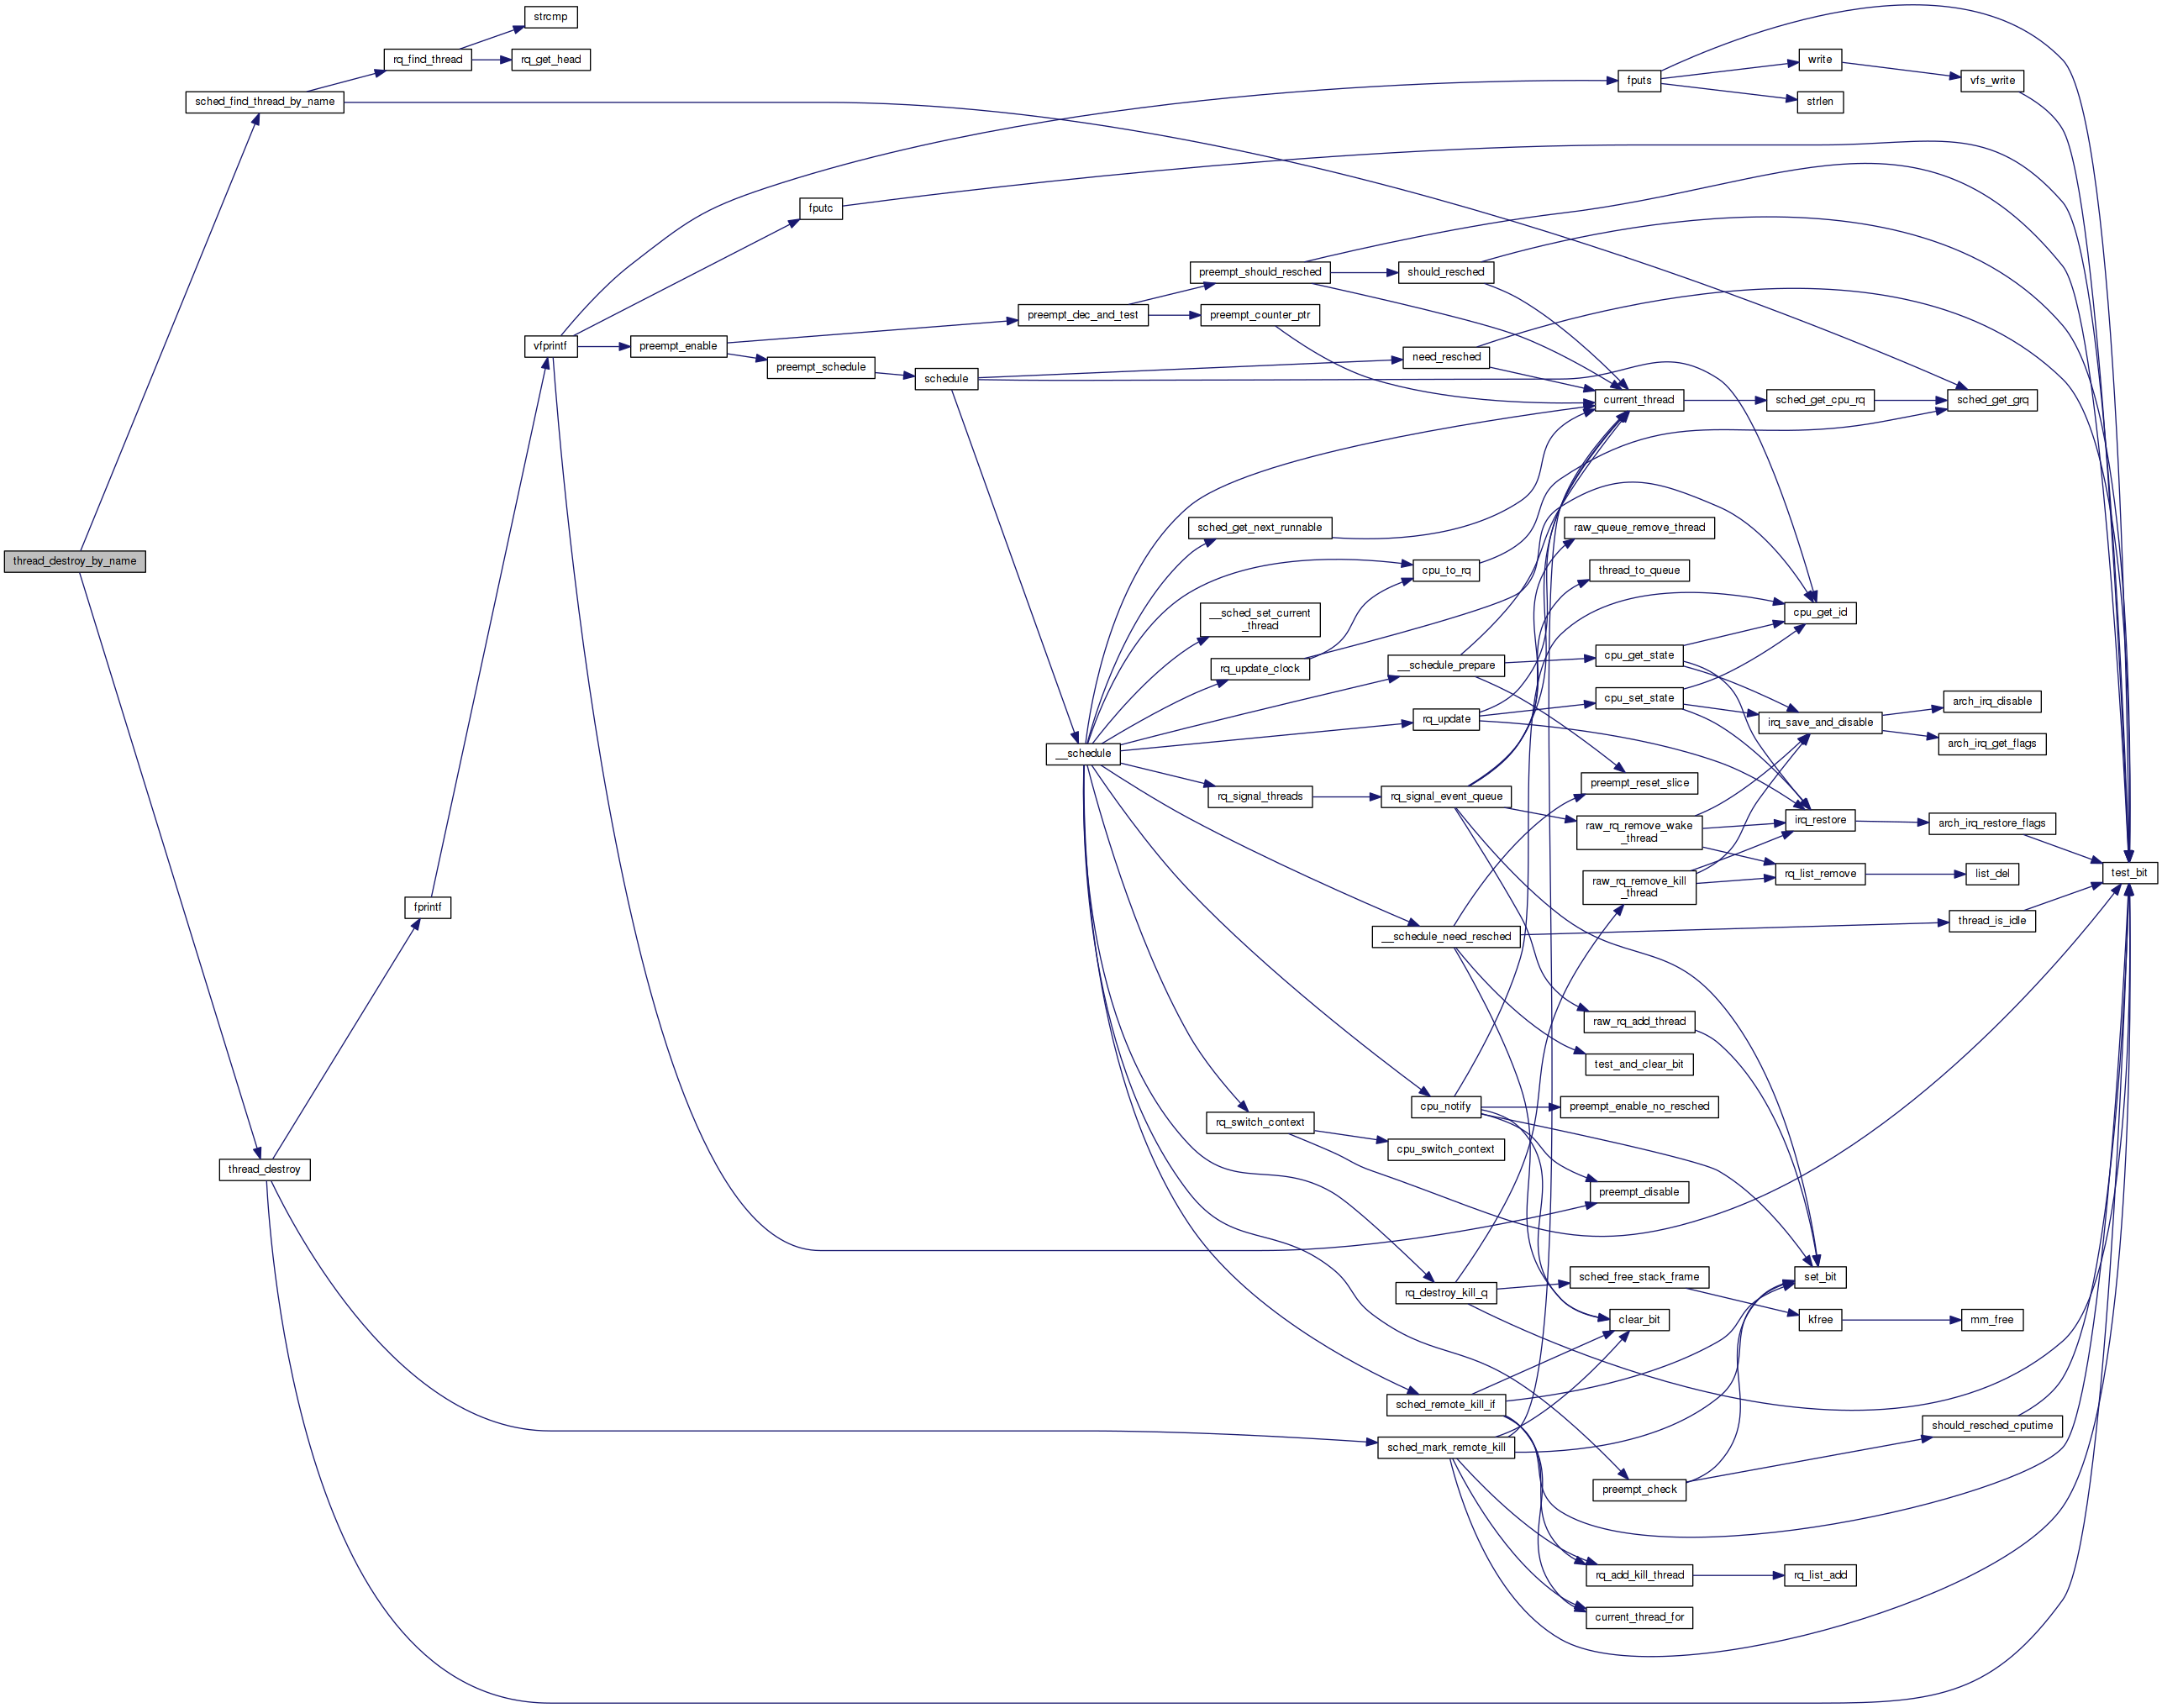 strcmp
rq_find_thread
rq_get_head
fputs
write
vfs_write
sched_find_thread_by_name
strlen
fputc
preempt_should_resched
should_resched
preempt_dec_and_test
preempt_counter_ptr
vfprintf
preempt_enable
need_resched
preempt_schedule
schedule
current_thread
sched_get_cpu_rq
sched_get_grq
sched_get_next_runnable
raw_queue_remove_thread
thread_destroy_by_name
cpu_to_rq
thread_to_queue
__sched_set_current
_thread
cpu_get_id
rq_update_clock
__schedule_prepare
cpu_get_state
cpu_set_state
arch_irq_disable
rq_update
irq_save_and_disable
arch_irq_get_flags
__schedule
preempt_reset_slice
rq_signal_threads
rq_signal_event_queue
raw_rq_remove_wake
_thread
irq_restore
arch_irq_restore_flags
raw_rq_remove_kill
_thread
rq_list_remove
list_del
test_bit
fprintf
thread_is_idle
__schedule_need_resched
raw_rq_add_thread
test_and_clear_bit
cpu_notify
preempt_enable_no_resched
rq_switch_context
cpu_switch_context
thread_destroy
preempt_disable
sched_free_stack_frame
set_bit
rq_destroy_kill_q
clear_bit
kfree
mm_free
sched_remote_kill_if
should_resched_cputime
sched_mark_remote_kill
preempt_check
rq_add_kill_thread
rq_list_add
current_thread_for